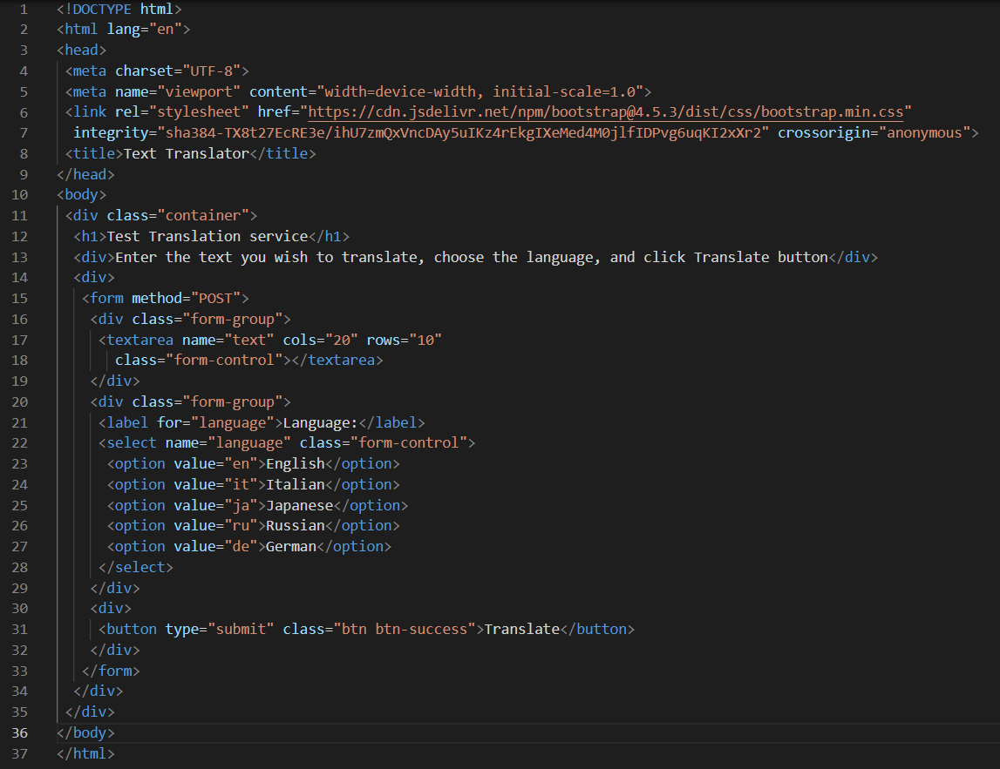 1 <!DOCTYPE html>
2 <html lang="en">
3 <head>
4 <meta charset="UTF-8">
5 <meta name="viewport" content="width=device-width, initial-scale=1.0">
6 <link rel="stylesheet" href="https://cdn.jsdelivr.net/npm/bootstrap@4.5.3/dist/css/bootstrap.min.css"
7 integrity="sha384-TX8t27EcRE3e/ihU7zmQxVncDAy5uIKz4rEkgIXeMed4M0jlfIDPvg6uqKI2xXr2" crossorigin="anonymous">
8 <title>Text Translator</title>
9 </head>
10 <body>
11 <div class="container">
12 <h1>Test Translation service</h1>
13 <div>Enter the text you wish to translate, choose the language, and click Translate button</div>
14 <div>
15 <form method="POST">
16 <div class="form-group">
17 <textarea name="text" cols="20" rows="10"
18 class="form-control"></textarea>
19 </div>
20 <div class="form-group">
21 <label for="language">Language:</label>
22 <select name="language" class="form-control">
23 <option value="en">English</option>
24 <option value="it">Italian</option>
25 <option value="ja">Japanese</option>
26 <option value="ru">Russian</option>
27 <option value="de">German</option>
28 </select>
29 </div>
30 <div>
31 <button type="submit" class="btn btn-success">Translate</button>
32 </div>
33 </form>
34 </div>
35 </div>
36 </body>
37 </html>